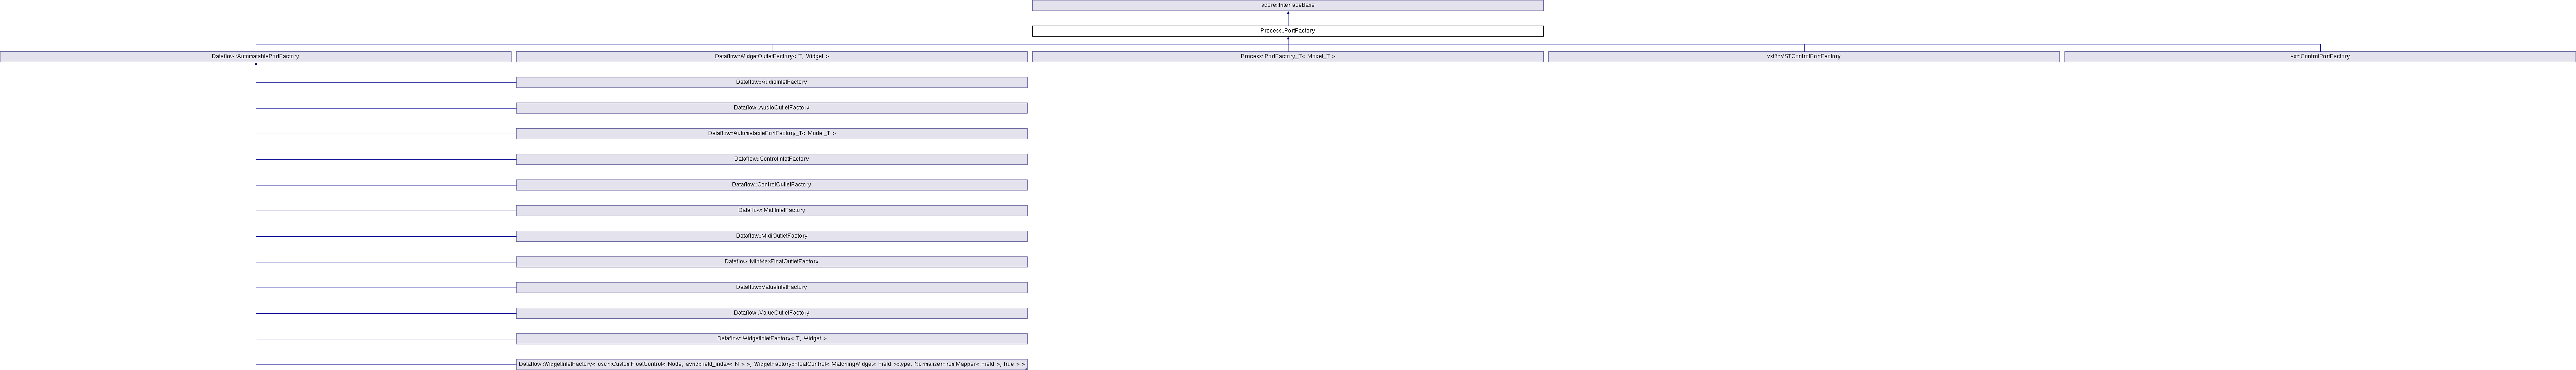 score::InterfaceBase
Process::PortFactory
Dataflow::AutomatablePortFactory
Dataflow::WidgetOutletFactory< T, Widget >
Process::PortFactory_T< Model_T >
vst3::VSTControlPortFactory
vst::ControlPortFactory
Dataflow::AudioInletFactory
Dataflow::AudioOutletFactory
Dataflow::AutomatablePortFactory_T< Model_T >
Dataflow::ControlInletFactory
Dataflow::ControlOutletFactory
Dataflow::MidiInletFactory
Dataflow::MidiOutletFactory
Dataflow::MinMaxFloatOutletFactory
Dataflow::ValueInletFactory
Dataflow::ValueOutletFactory
Dataflow::WidgetInletFactory< T, Widget >
Dataflow::WidgetInletFactory< oscr::CustomFloatControl< Node, avnd::field_index< N > >, WidgetFactory::FloatControl< MatchingWidget< Field >::type, NormalizerFromMapper< Field >, true > >